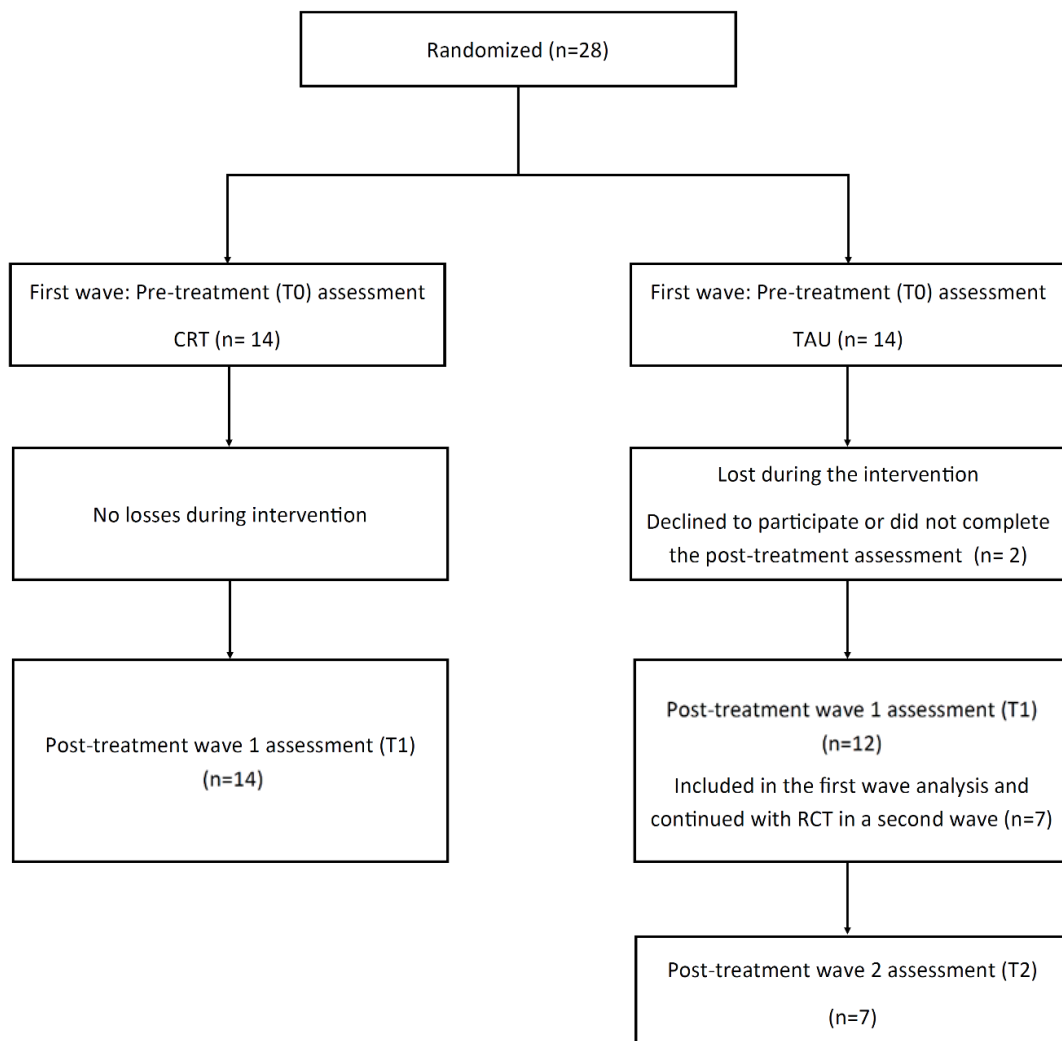 Randomized (n=28)
First wave: Pre-treatment (T0) assessment
CRT (n= 14)
First wave: Pre-treatment (T0) assessment
TAU (n= 14)
No losses during intervention
Lost during the intervention
Declined to participate or did not complete
the post-treatment assessment (n= 2)
Post-treatment wave 1 assessment (T1)
(n=14)
Post-treatment wave 1 assessment (T1)
(n=12)
Included in the first wave analysis and
continued with RCT in a second wave (n=7)
Post-treatment wave 2 assessment (T2)
(n=7)